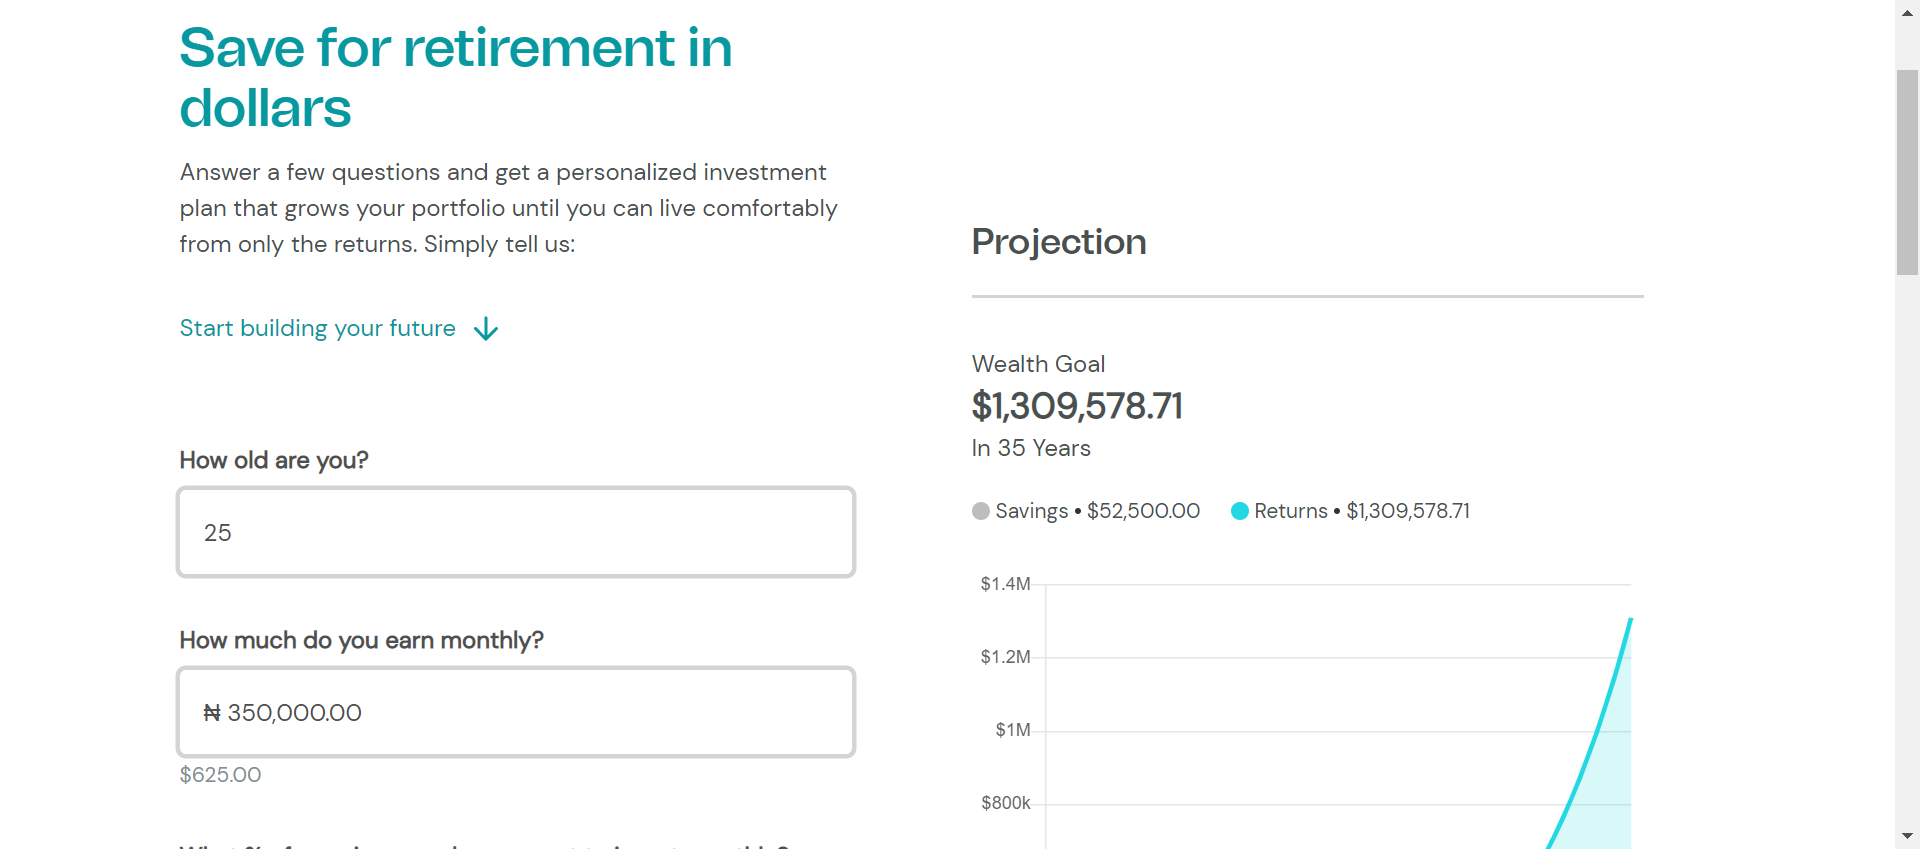 Save for retirement in
dollars
Answer a few questions and get a personalized investment
plan that grows your portfolio until you can live comfortably
from only the returns. Simply tell us:
Start building your future
How old are you?
25
How much do you earn monthly?
₦ 350,000.00
$625.00
Projection
Wealth Goal
$1,309,578.71
In 35 Years
Savings • $52,500.00 Returns • $1,309,578.71
$1.4M
$1.2M
$1M
$800k